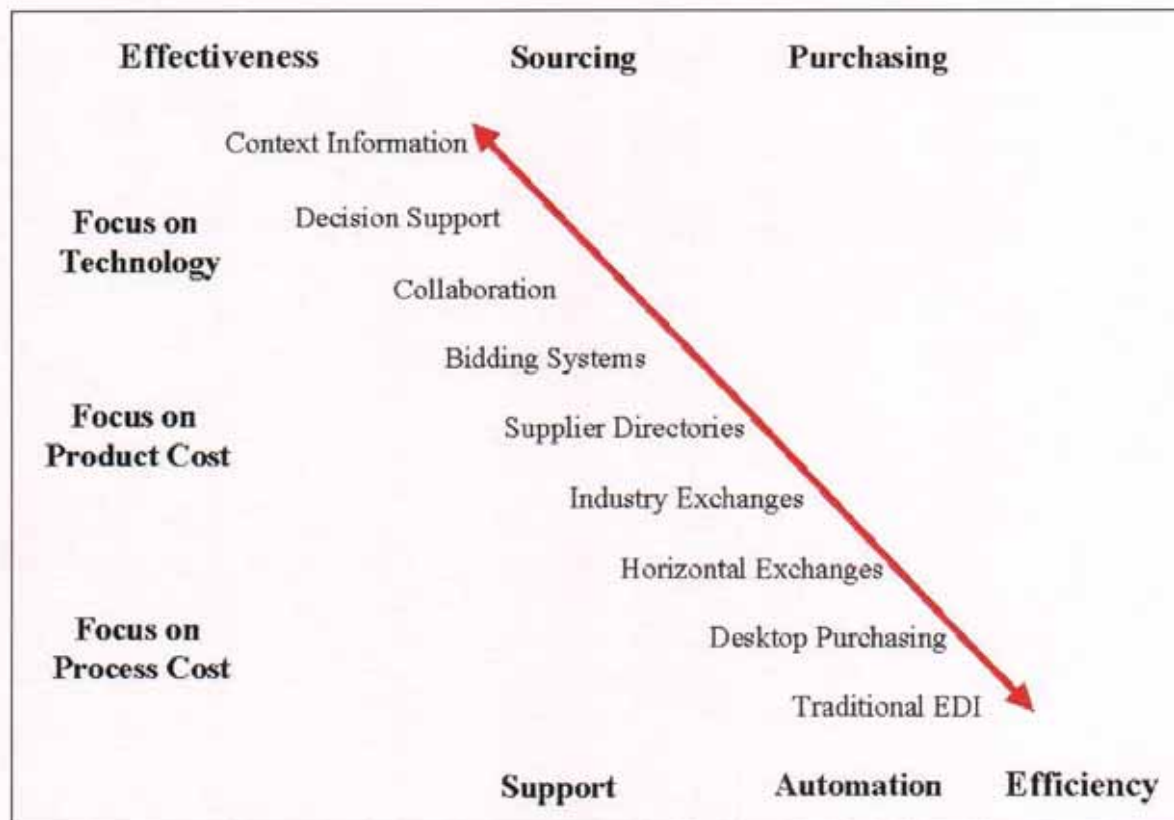 Effectiveness Sourcing Purchasing
Context Information
Focus on
Technology
Decision Support
Collaboration
Bidding Systems
Focus on
Product Cost
Supplier Directories
Industry Exchanges
Horizontal Exchanges
Focus on
Process Cost
Desktop Purchasing
Traditional EDI
Support Automation Efficiency